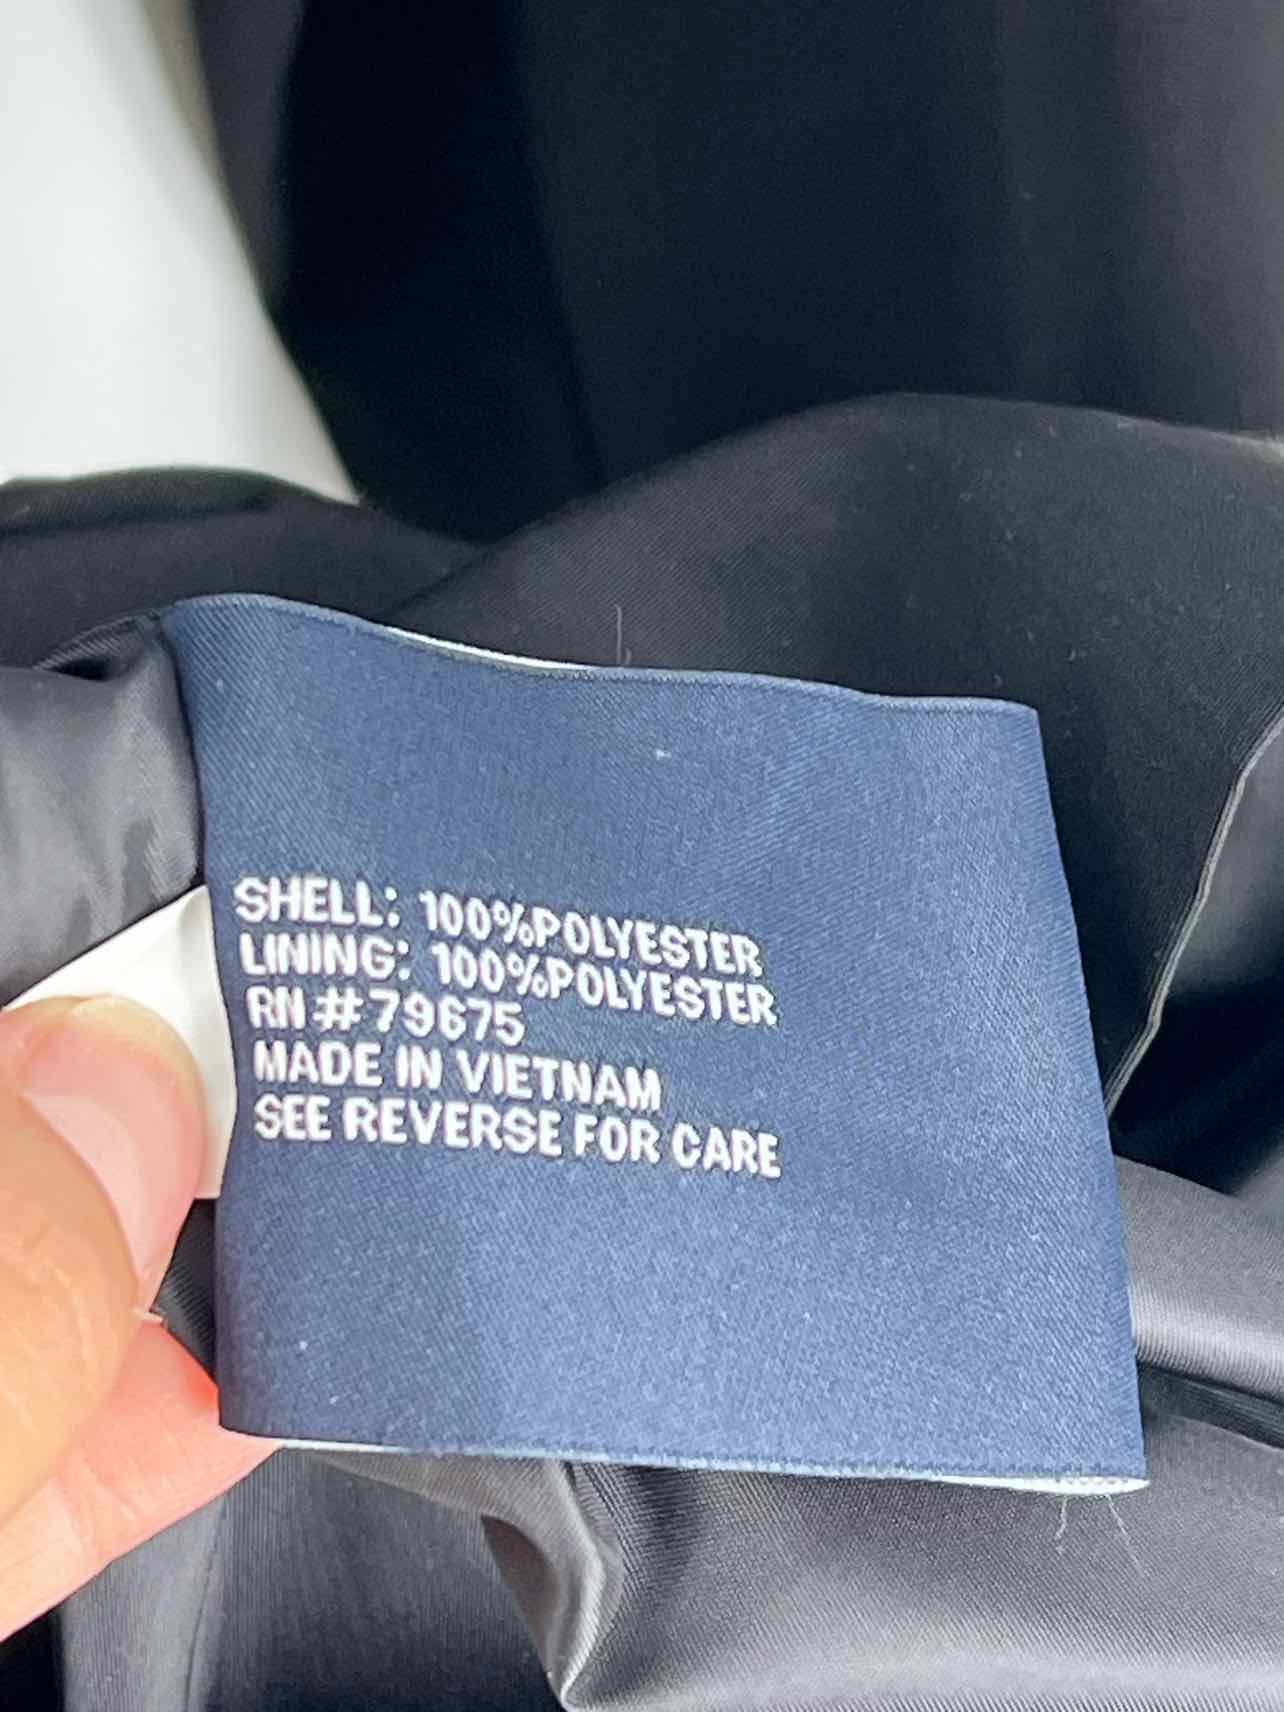 SHELL: 100%POLYESTER
LINING: 100%POLYESTER
RN #79675
MADE IN VIETNAM
SEE REVERSE FOR CARE